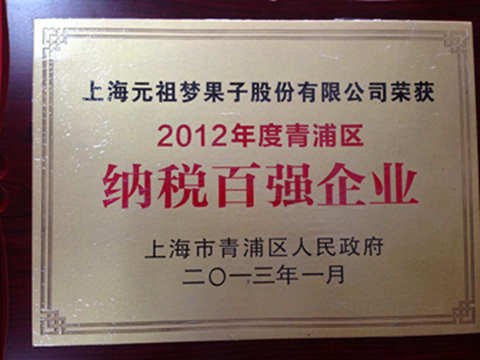 上海元祖梦果子股份有限公司荣获
2012年度青浦区
纳税百强企业
上海市青浦区人民政府
二〇一三年一月